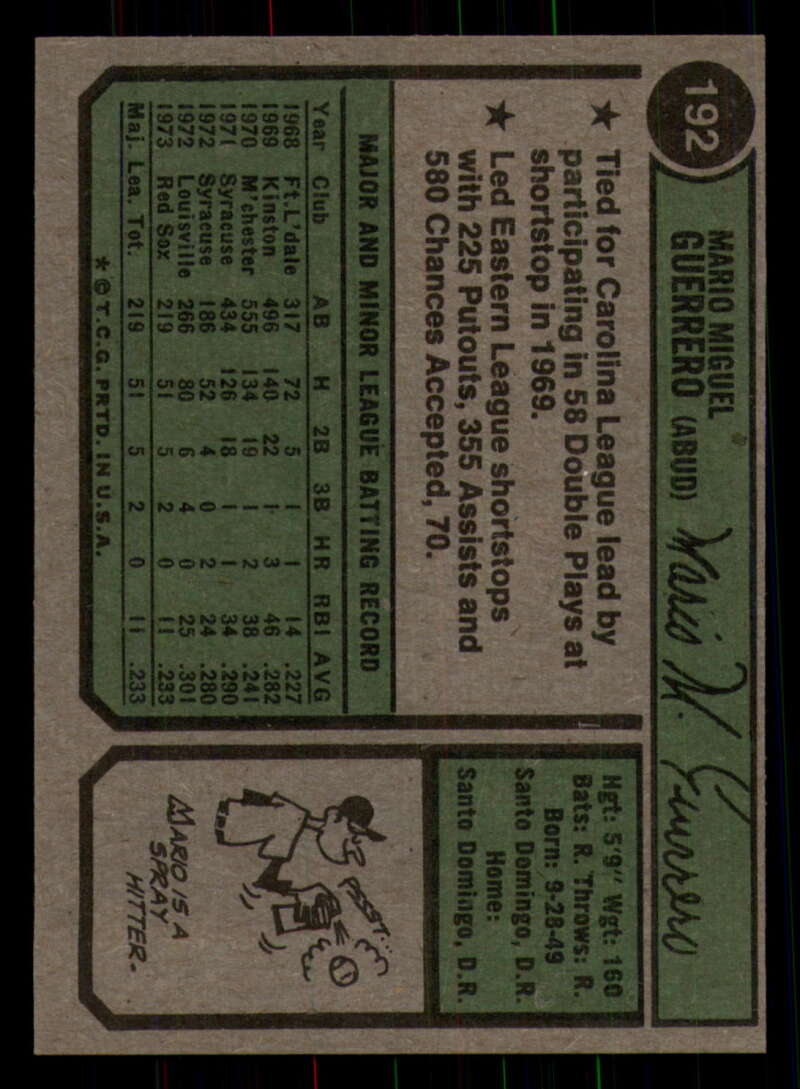 192
MARIO MIGUEL
GUERRERO (ABUD)
Mario M. Guerrero
★ Tied for Carolina League lead by
participating in 58 Double Plays at
shortstop in 1969.
★ Led Eastern League shortstops
with 225 Putouts, 355 Assists and
580 Chances Accepted, 70.
MAJOR AND MINOR LEAGUE BATTING RECORD
Year Club AB H 2B 3B HR RBI AVG
1968 Ft.L'dale 317 72 5 1 1 14 .227
1969 Kinston 496 140 22 1 3 46 .282
1970 M'chester 555 134 19 1 2 38 .241
1971 Syracuse 434 126 18 1 1 34 .290
1972 Syracuse 186 52 4 0 2 24 .280
1972 Louisville 266 80 6 4 0 25 .301
1973 Red Sox 219 51 5 2 0 11 .233
Maj. Lea. Tot. 219 51 5 2 0 11 .233
* © T.C.G. PRTD. IN U.S.A.
Hgt: 5'9" Wgt: 160
Bats: R. Throws: R.
Born: 9-28-49
Santo Domingo, D.R.
Home:
Santo Domingo, D.R.
MARIO IS A
SPRAY
HITTER.